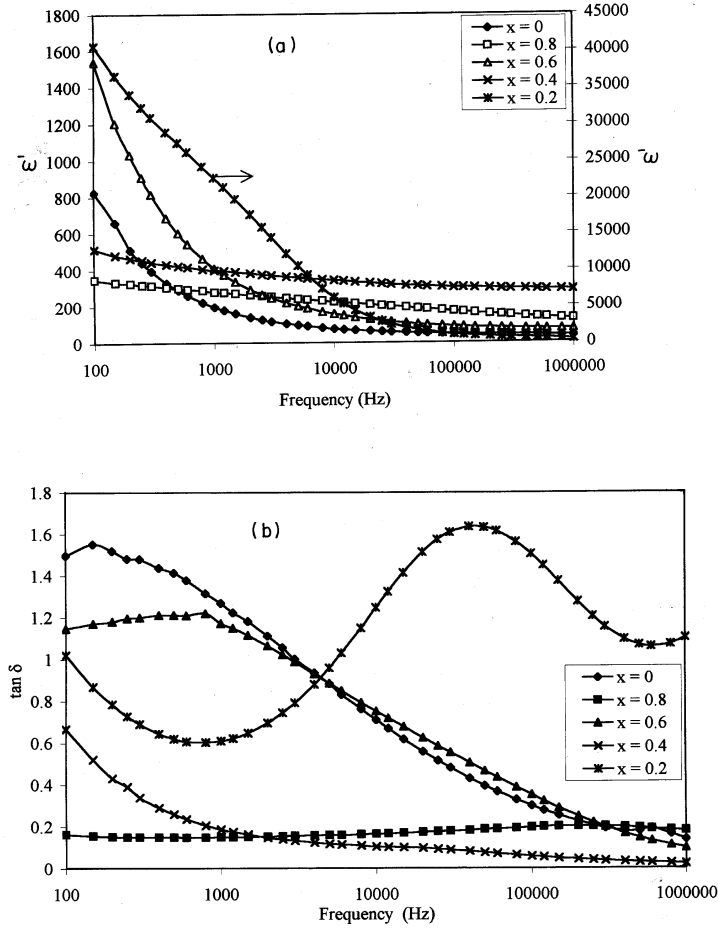 1800
1600
1400
1200
1000
800
600
400
200
0
ε'
(a)
x = 0
x = 0.8
x = 0.6
x = 0.4
x = 0.2
45000
40000
35000
30000
25000
20000
15000
10000
5000
0
ε'
100 1000 10000 100000 1000000
Frequency (Hz)
1.8
1.6
1.4
1.2
1
0.8
0.6
0.4
0.2
0
tan δ
(b)
x = 0
x = 0.8
x = 0.6
x = 0.4
x = 0.2
100 1000 10000 100000 1000000
Frequency (Hz)